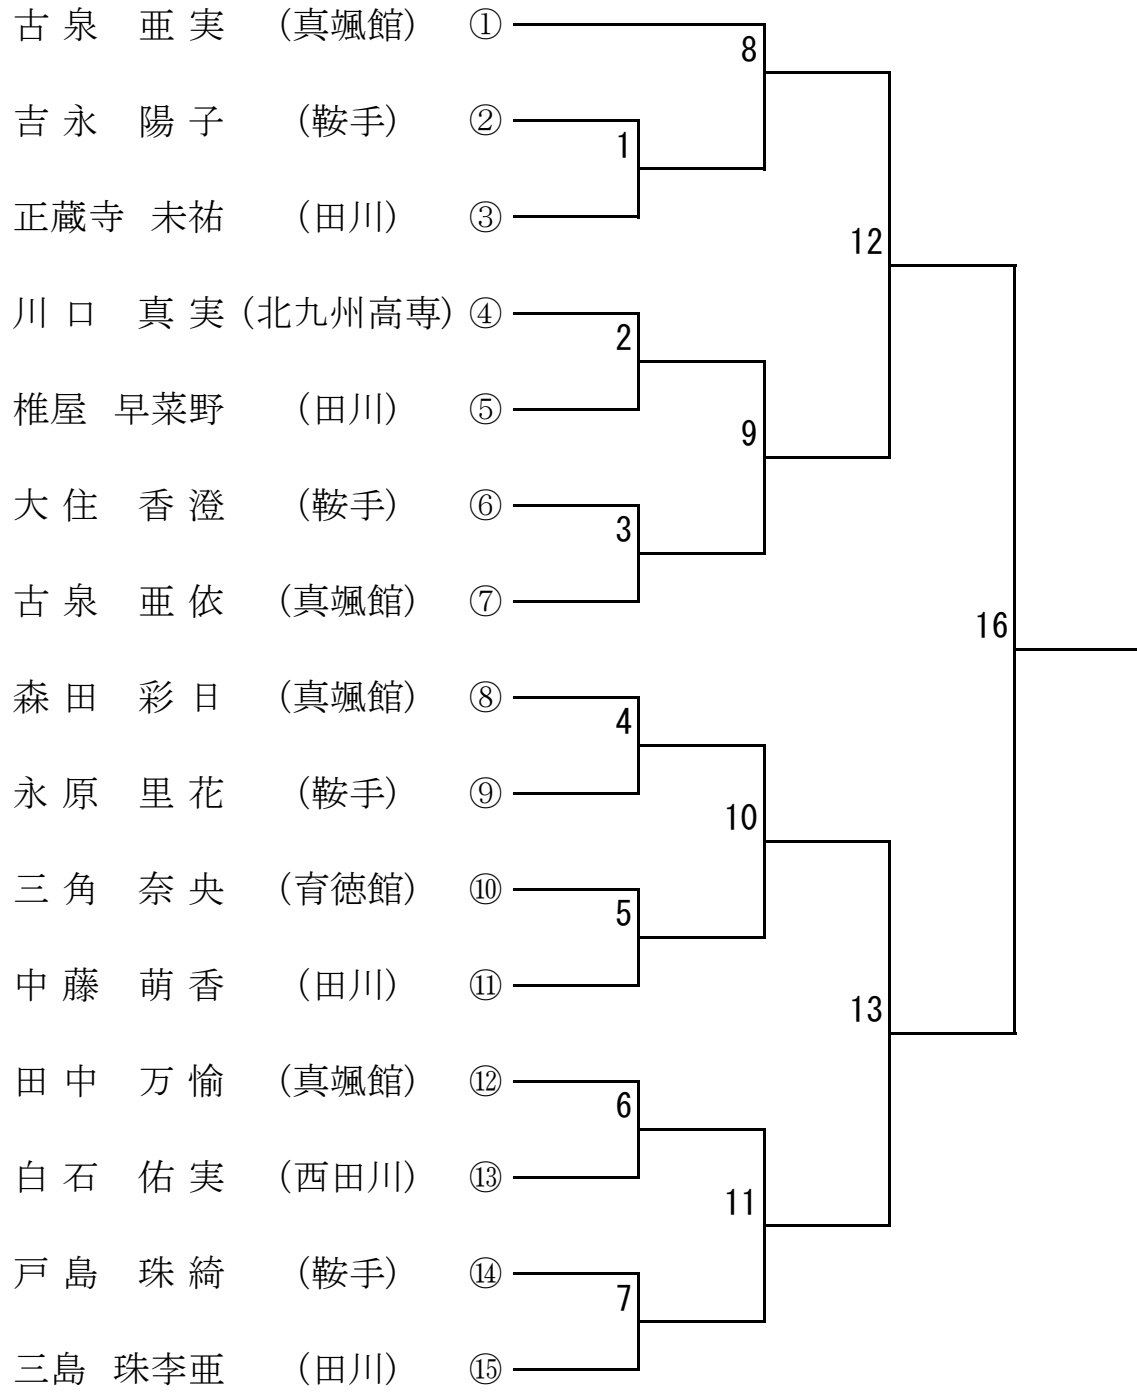 古泉 亜実 (真颯館) ①
8
吉永 陽子 (鞍手) ②
1
正蔵寺 未祐 (田川) ③
12
川口 真実 (北九州高専) ④
2
椎屋 早菜野 (田川) ⑤
9
大住 香澄 (鞍手) ⑥
3
古泉 亜依 (真颯館) ⑦
16
森田 彩日 (真颯館) ⑧
4
永原 里花 (鞍手) ⑨
10
三角 奈央 (育徳館) ⑩
5
中藤 萌香 (田川) ⑪
13
田中 万愉 (真颯館) ⑫
6
白石 佑実 (西田川) ⑬
11
戸島 珠綺 (鞍手) ⑭
7
三島 珠李亜 (田川) ⑮